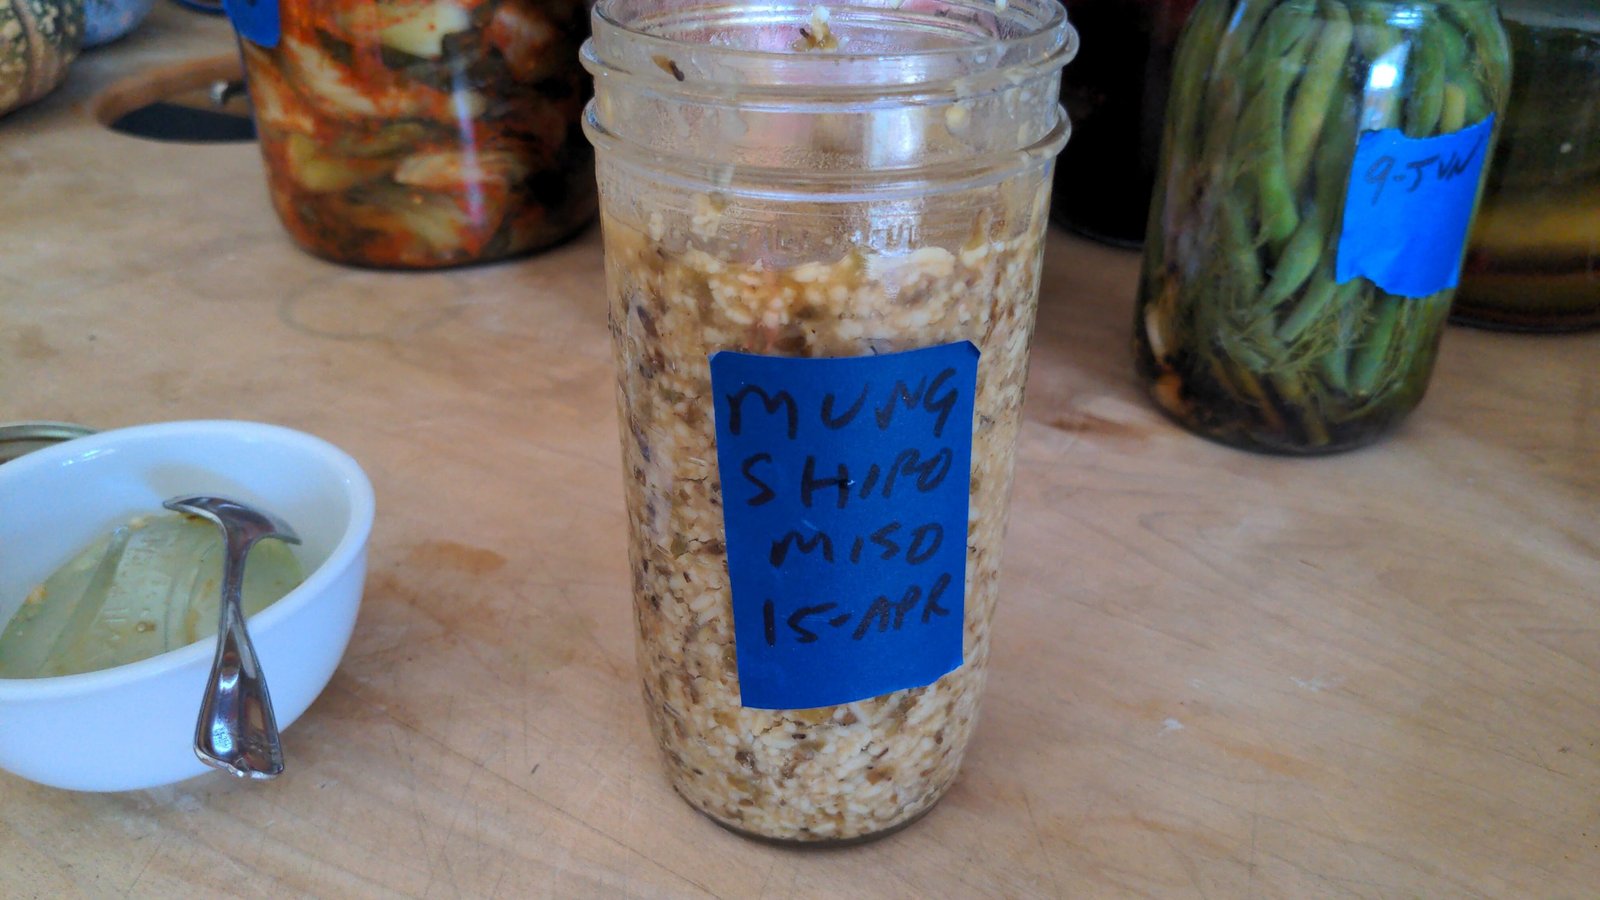 MUNG
SHIRO
MISO
15-APR
9-JUN